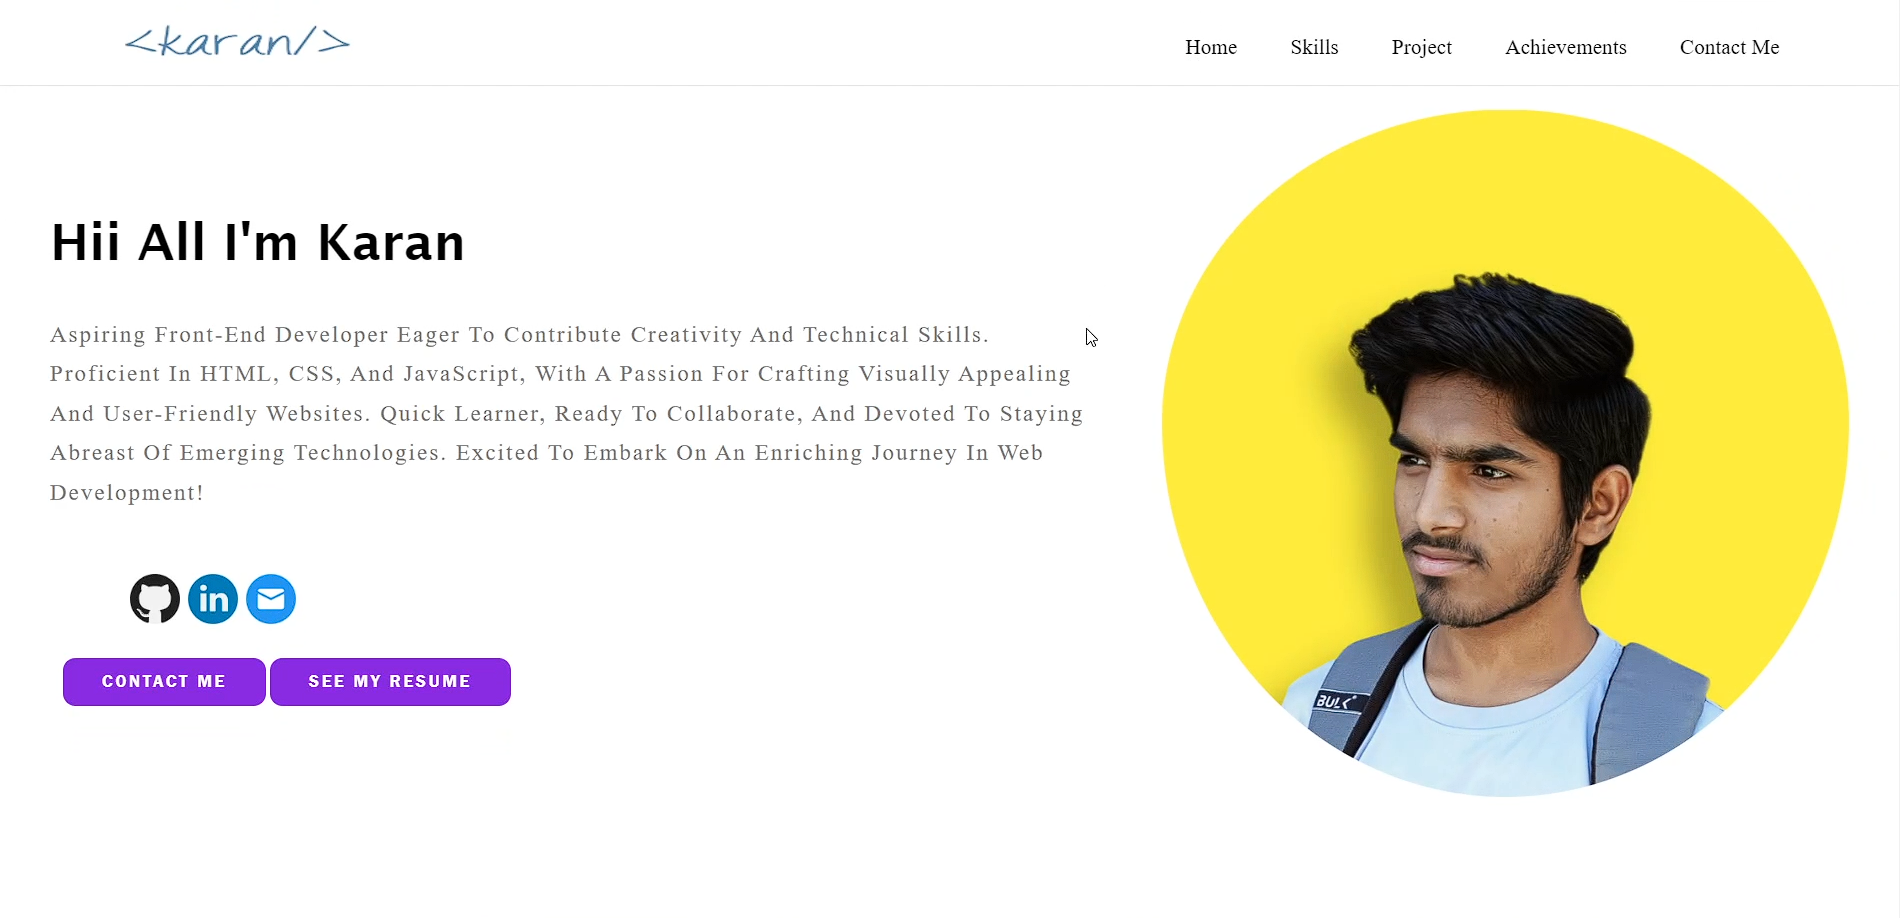 <karan/>
Home Skills Project Achievements Contact Me
Hii All I'm Karan
Aspiring Front-End Developer Eager To Contribute Creativity And Technical Skills.
Proficient In HTML, CSS, And JavaScript, With A Passion For Crafting Visually Appealing
And User-Friendly Websites. Quick Learner, Ready To Collaborate, And Devoted To Staying
Abreast Of Emerging Technologies. Excited To Embark On An Enriching Journey In Web
Development!
in
CONTACT ME SEE MY RESUME
BULK